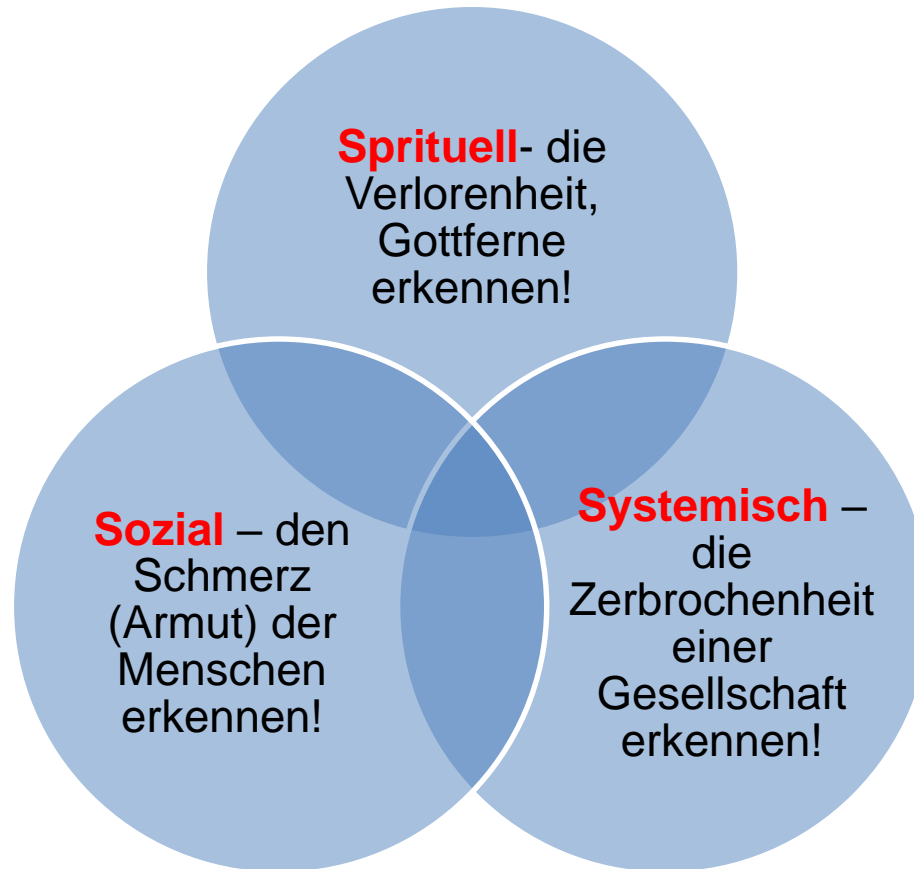 Sprituell- die
Verlorenheit,
Gottferne
erkennen!
Sozial – den
Schmerz
(Armut) der
Menschen
erkennen!
Systemisch –
die
Zerbrochenheit
einer
Gesellschaft
erkennen!